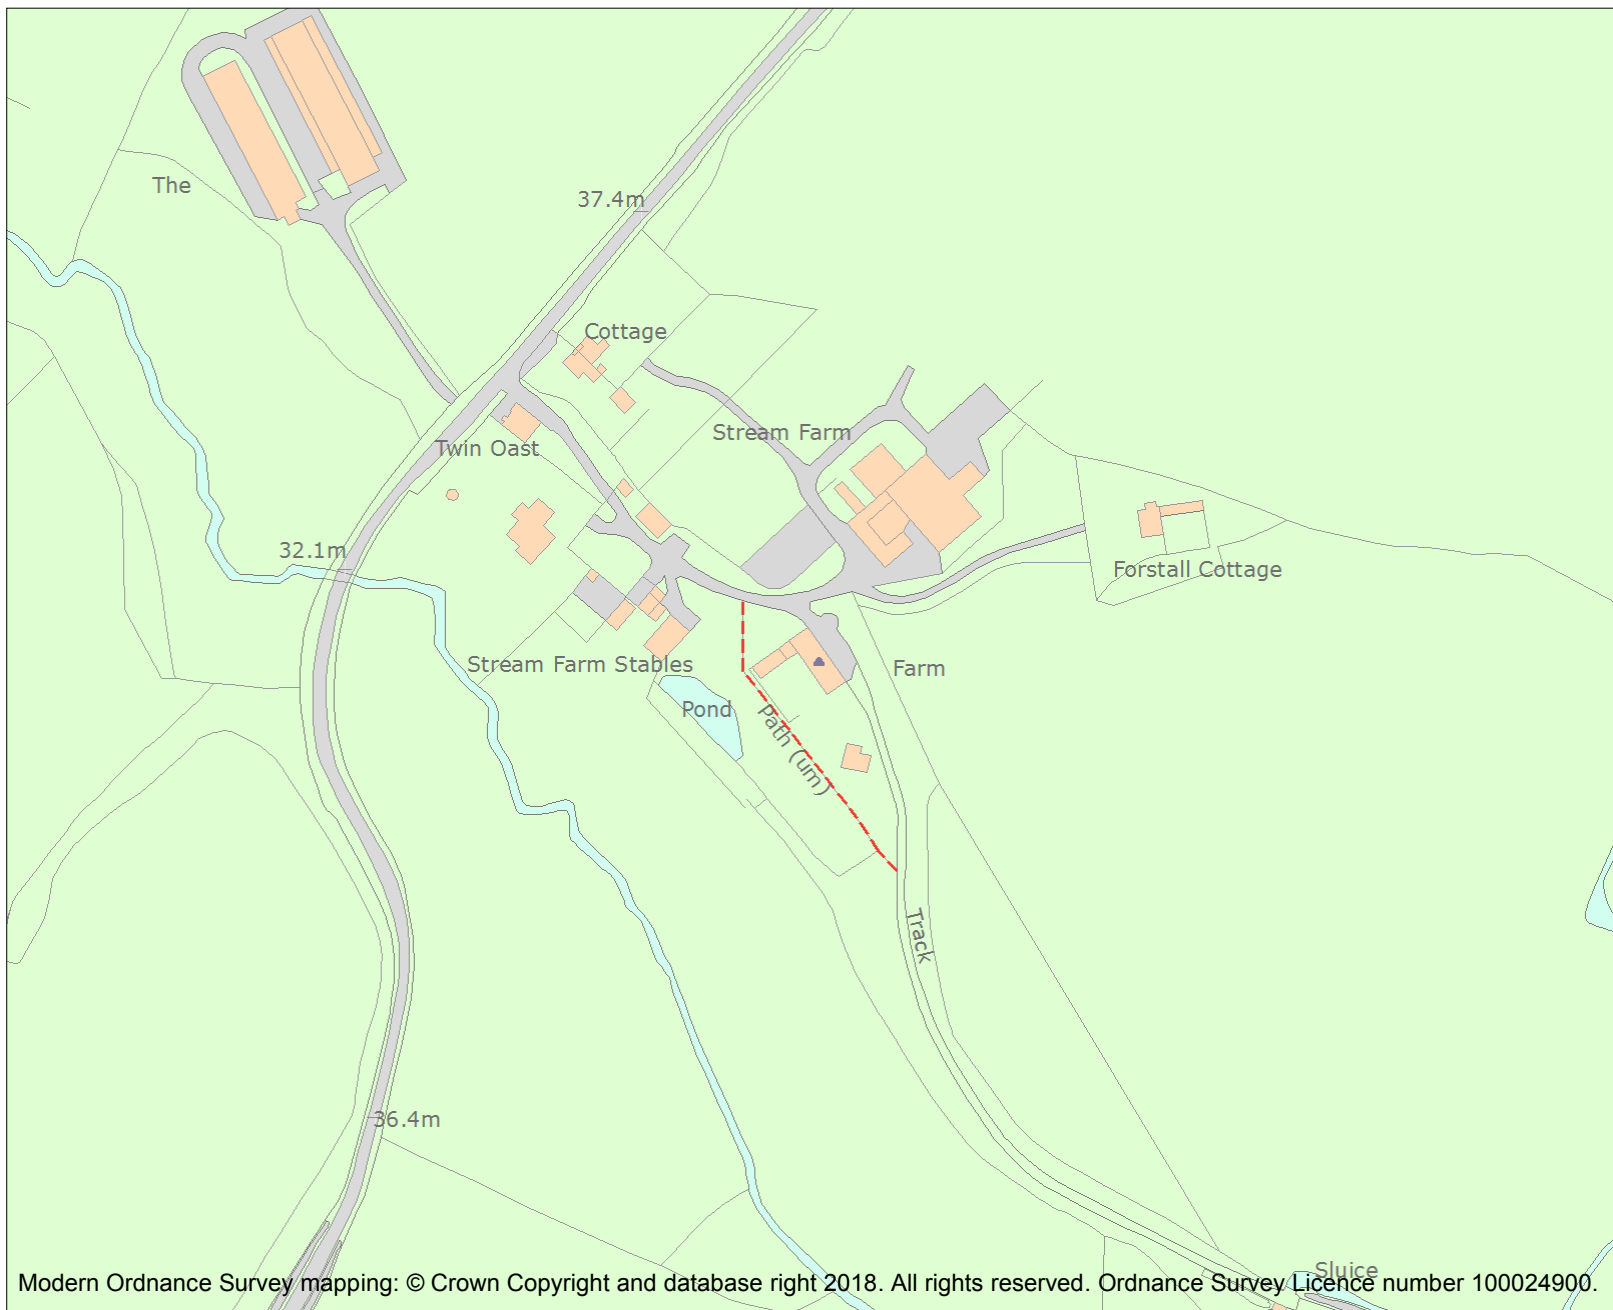 The
37.4m
Cottage
Stream Farm
Twin Oast
32.1m
Forstall Cottage
Stream Farm Stables
Farm
Pond
Path (um)
Track
36.4m
Sluice
Modern Ordnance Survey mapping: © Crown Copyright and database right 2018. All rights reserved. Ordnance Survey Licence number 100024900.